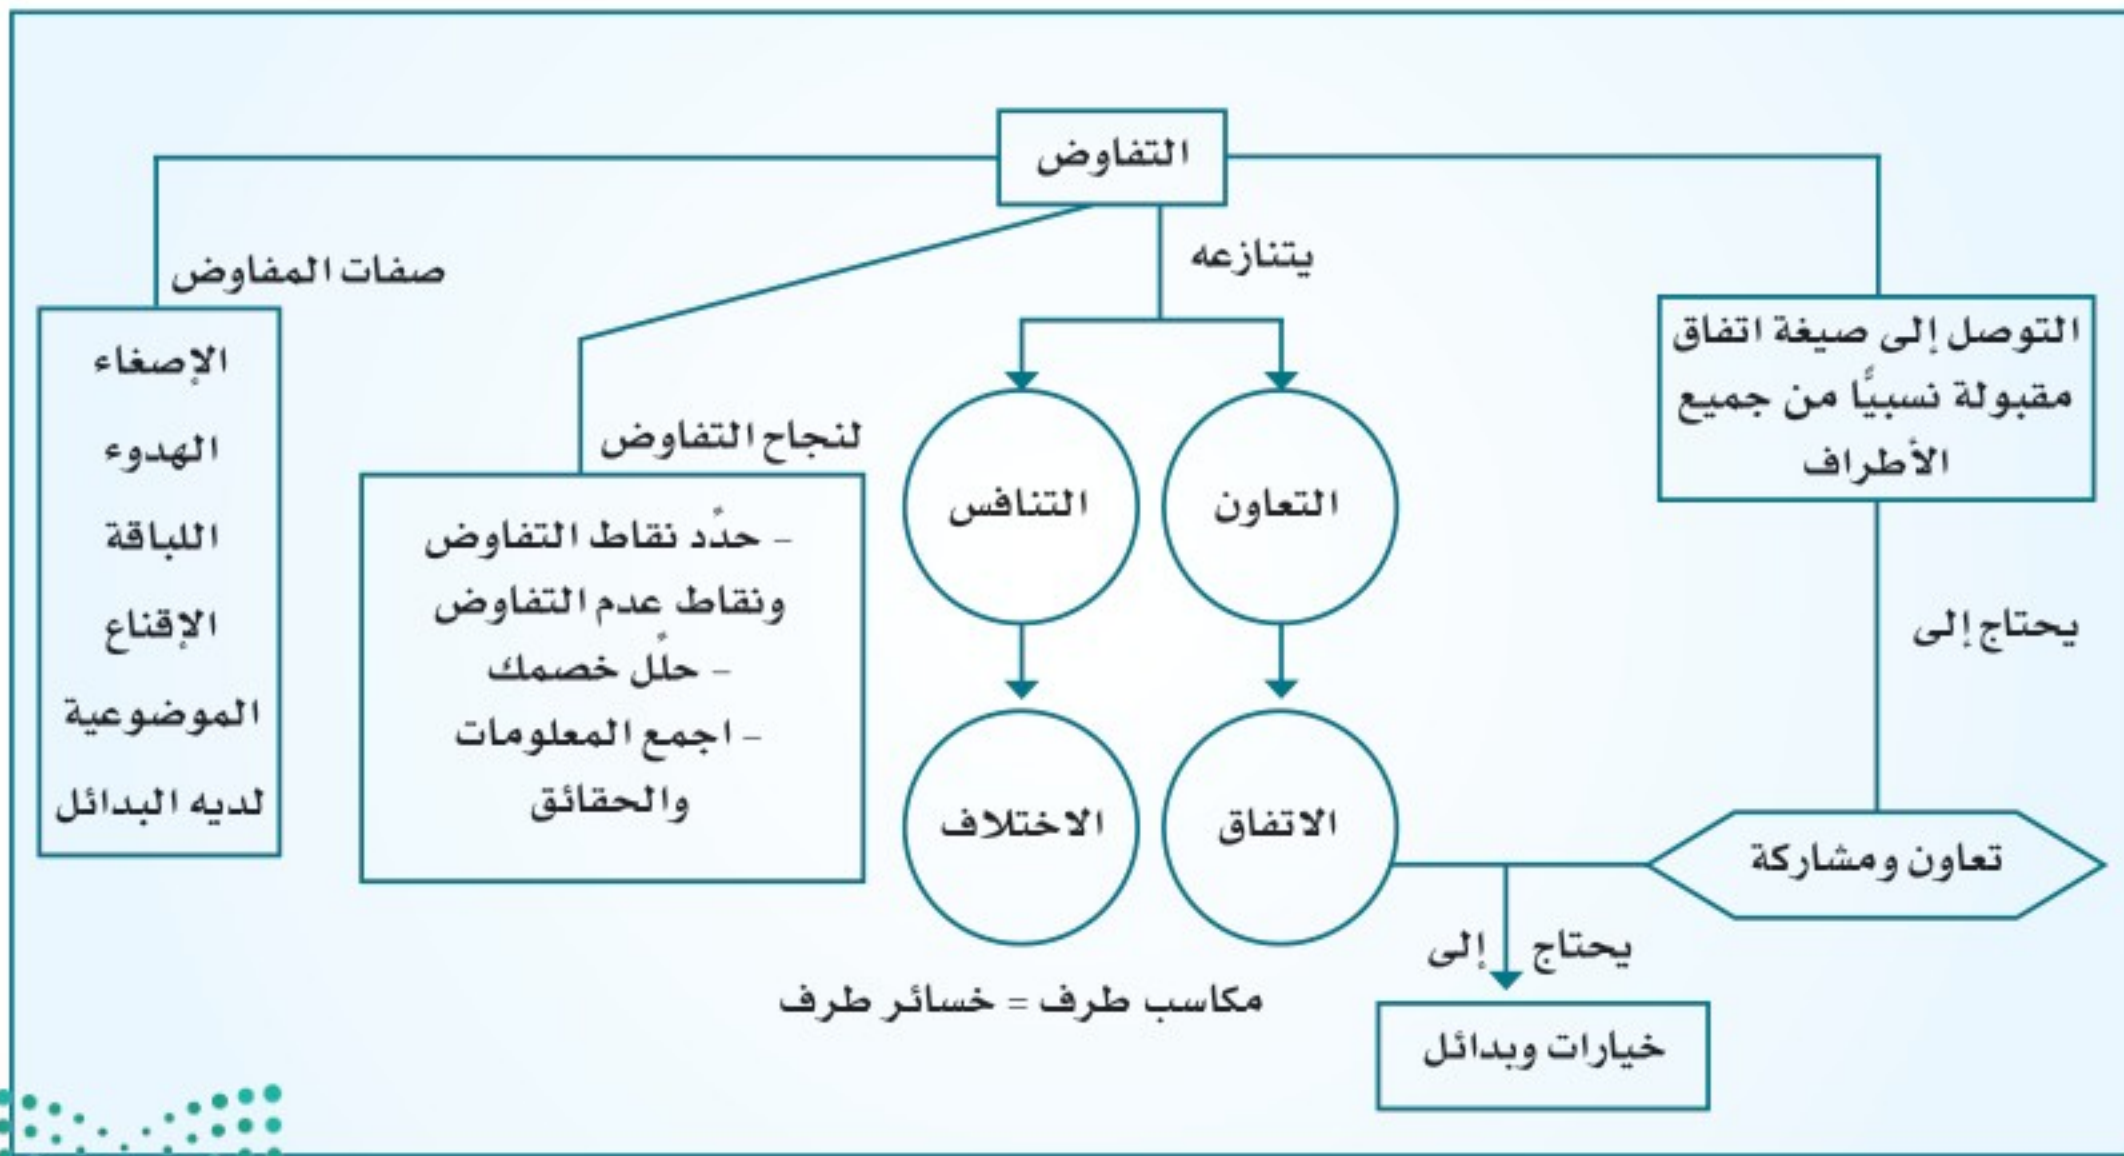 التفاوض
التوصل إلى صيغة اتفاق
مقبولة نسبيًّا من جميع
الأطراف
يحتاج إلى
تعاون ومشاركة
يحتاج إلى
خيارات وبدائل
يتنازعه
التعاون
التنافس
الاتفاق
الاختلاف
مكاسب طرف = خسائر طرف
لنجاح التفاوض
– حدِّد نقاط التفاوض
ونقاط عدم التفاوض
– حلِّل خصمك
– اجمع المعلومات
والحقائق
صفات المفاوض
الإصغاء
الهدوء
اللباقة
الإقناع
الموضوعية
لديه البدائل